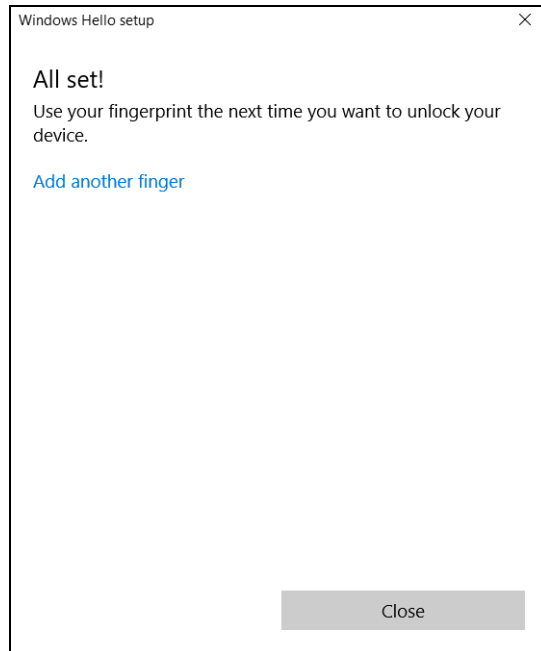 Windows Hello setup
All set!
Use your fingerprint the next time you want to unlock your
device.
Add another finger
Close